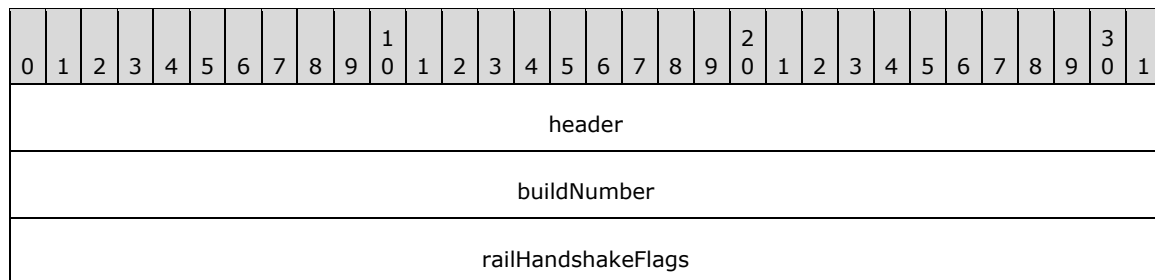 1 2 3
0 1 2 3 4 5 6 7 8 9 0 1 2 3 4 5 6 7 8 9 0 1 2 3 4 5 6 7 8 9 0 1
header
buildNumber
railHandshakeFlags